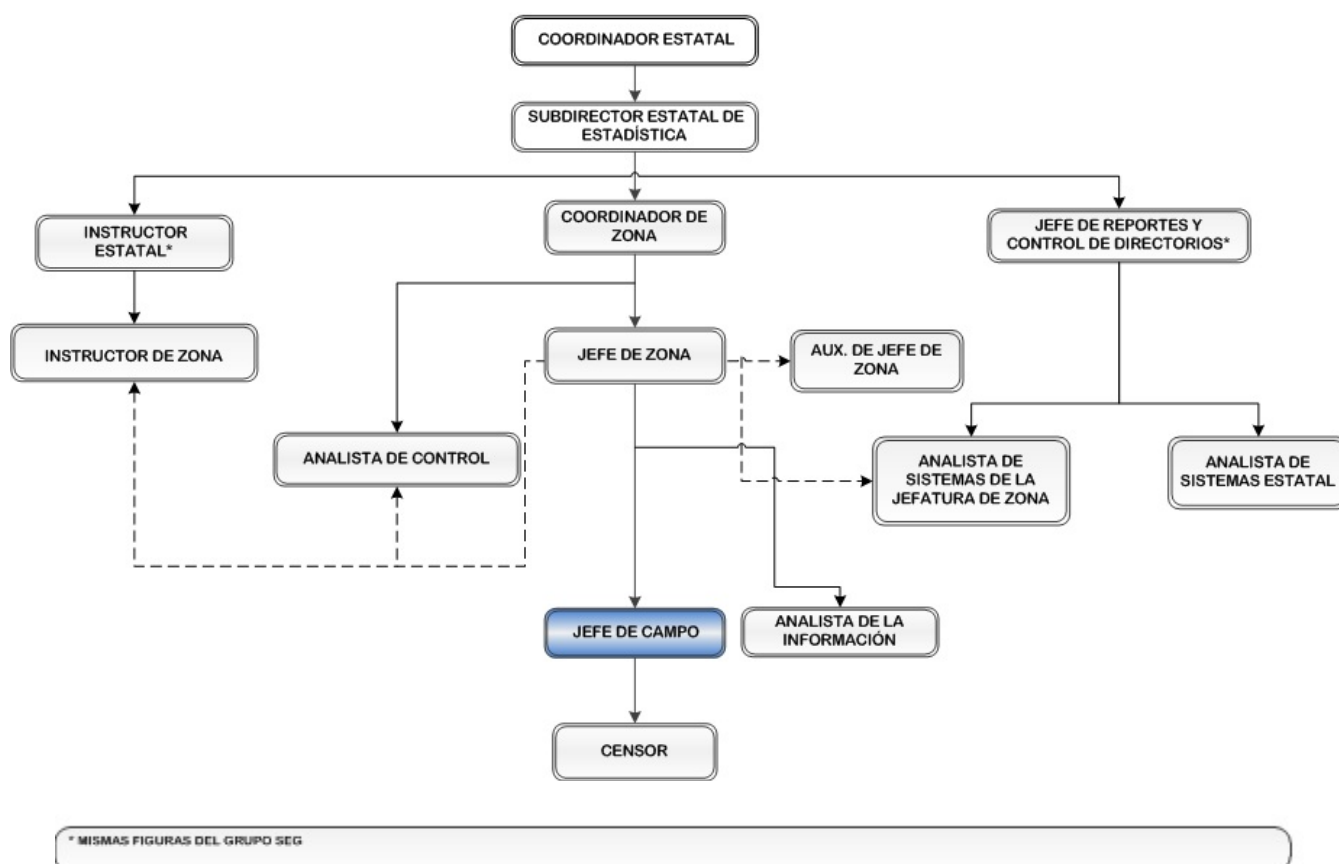 COORDINADOR ESTATAL
SUBDIRECTOR ESTATAL DE
ESTADÍSTICA
INSTRUCTOR
ESTATAL*
COORDINADOR DE
ZONA
JEFE DE REPORTES Y
CONTROL DE DIRECTORIOS*
INSTRUCTOR DE ZONA
JEFE DE ZONA
AUX. DE JEFE DE
ZONA
ANALISTA DE CONTROL
ANALISTA DE
SISTEMAS DE LA
JEFATURA DE ZONA
ANALISTA DE
SISTEMAS ESTATAL
JEFE DE CAMPO
ANALISTA DE LA
INFORMACIÓN
CENSOR
* MISMAS FIGURAS DEL GRUPO SEG